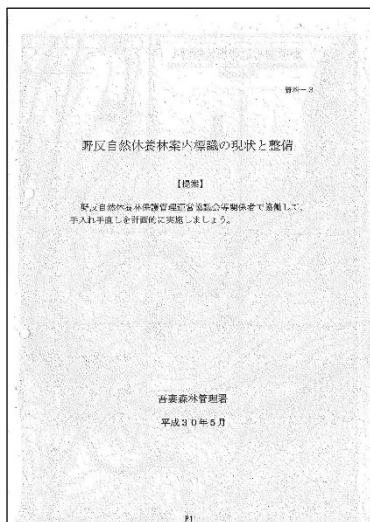 資料－3
野反自然休養林案内標識の現状と整備
【提案】
野反自然休養林保護管理運営協議会等関係者で協働して、
手入れ手直しを計画的に実施しましょう。
吾妻森林管理署
平成30年5月
P1